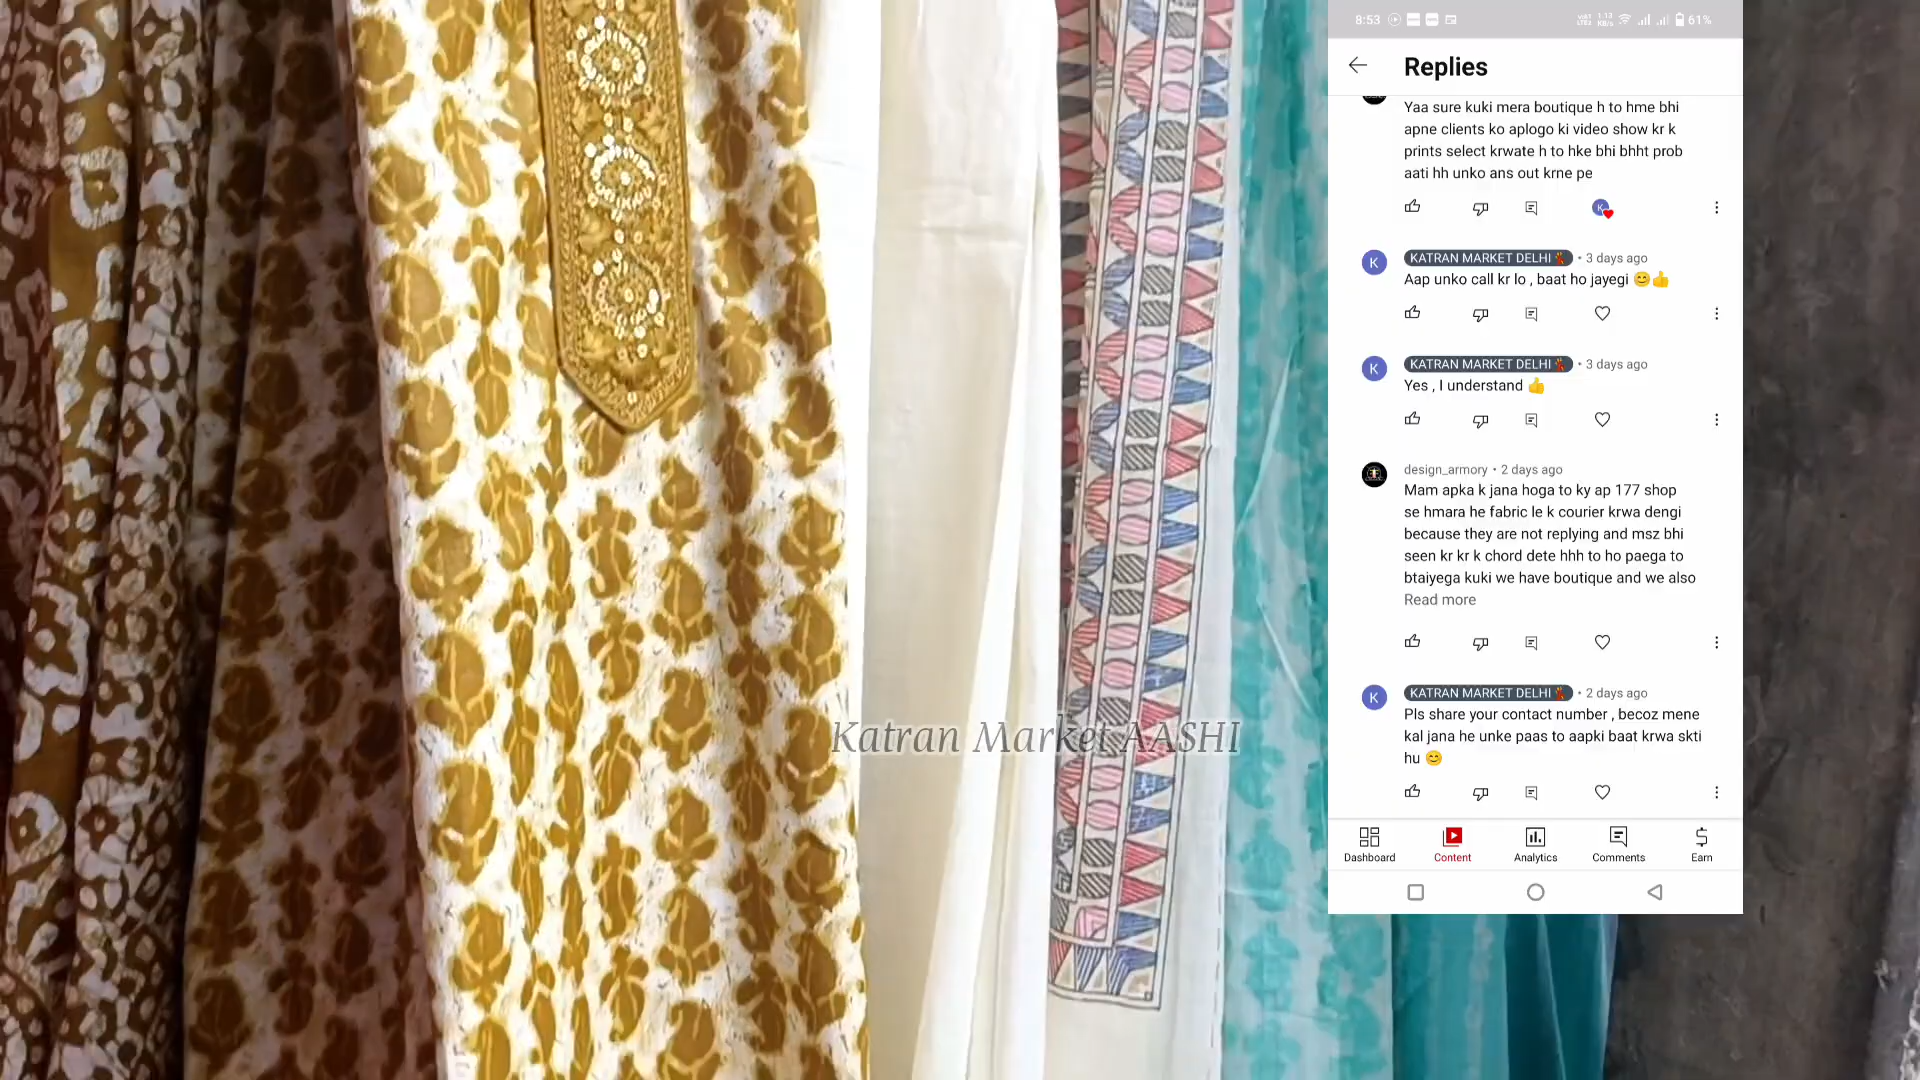 8:53
61%
Replies
Yaa sure kuki mera boutique h to hme bhi
apne clients ko aplogo ki video show kr k
prints select krwate h to hke bhi bhht prob
aati hh unko ans out krne pe
K
K
KATRAN MARKET DELHI💃 • 3 days ago
Aap unko call kr lo , baat ho jayegi 😊👍
K
KATRAN MARKET DELHI💃 • 3 days ago
Yes , I understand 👍
design_armory • 2 days ago
Mam apka k jana hoga to ky ap 177 shop
se hmara he fabric le k courier krwa dengi
because they are not replying and msz bhi
seen kr kr k chord dete hhh to ho paega to
btaiyega kuki we have boutique and we also
Read more
K
KATRAN MARKET DELHI💃 • 2 days ago
Pls share your contact number , becoz mene
kal jana he unke paas to aapki baat krwa skti
hu 😊
Dashboard
Content
Analytics
Comments
Earn
Katran Market AASHI